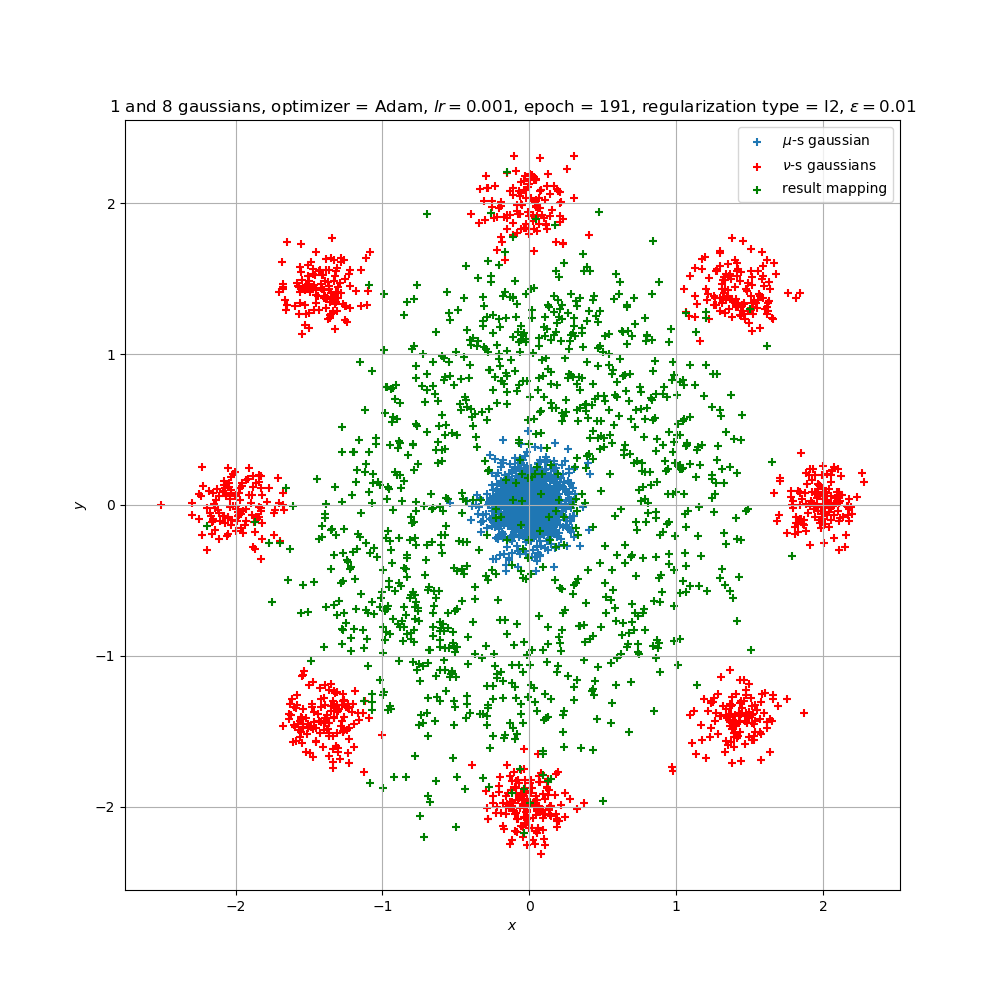 1 and 8 gaussians, optimizer = Adam, lr = 0.001, epoch = 191, regularization type = l2, ε = 0.01
μ-s gaussian
ν-s gaussians
result mapping
2
1
0
−1
−2
y
−2 −1 0 1 2
x